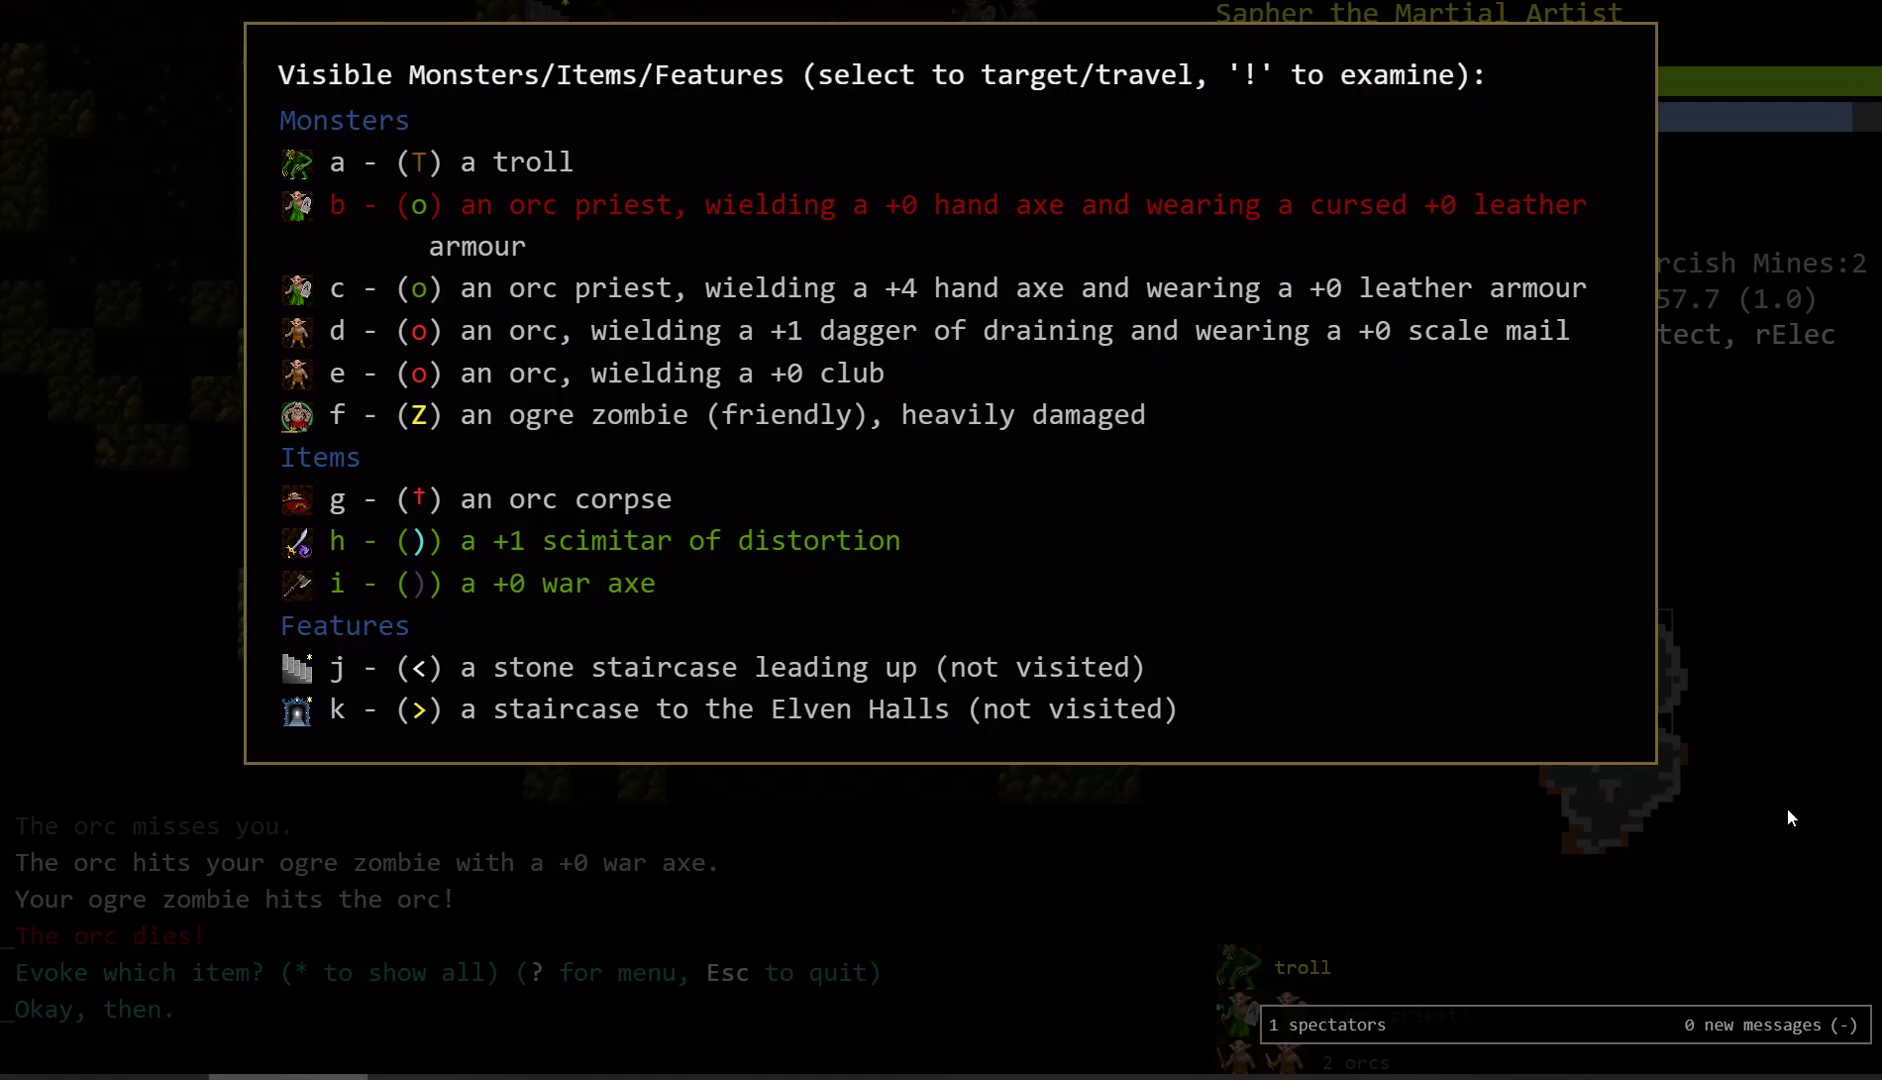 Sapher the Martial Artist
Visible Monsters/Items/Features (select to target/travel, '!' to examine):
Monsters
a - (T) a troll
b - (o) an orc priest, wielding a +0 hand axe and wearing a cursed +0 leather
armour
c - (o) an orc priest, wielding a +4 hand axe and wearing a +0 leather armour
d - (o) an orc, wielding a +1 dagger of draining and wearing a +0 scale mail
e - (o) an orc, wielding a +0 club
f - (Z) an ogre zombie (friendly), heavily damaged
Items
g - (†) an orc corpse
h - ()) a +1 scimitar of distortion
i - ()) a +0 war axe
Features
j - (<) a stone staircase leading up (not visited)
k - (>) a staircase to the Elven Halls (not visited)
rcish Mines:2
57.7 (1.0)
tect, rElec
The orc misses you.
The orc hits your ogre zombie with a +0 war axe.
Your ogre zombie hits the orc!
_The orc dies!
Evoke which item? (* to show all) (? for menu, Esc to quit)
_Okay, then.
troll
1 spectators 0 new messages (-)
2 orcs